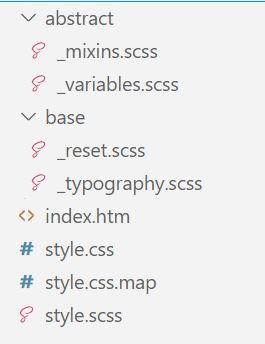 abstract
_mixins.scss
_variables.scss
base
_reset.scss
_typography.scss
index.htm
style.css
style.css.map
style.scss